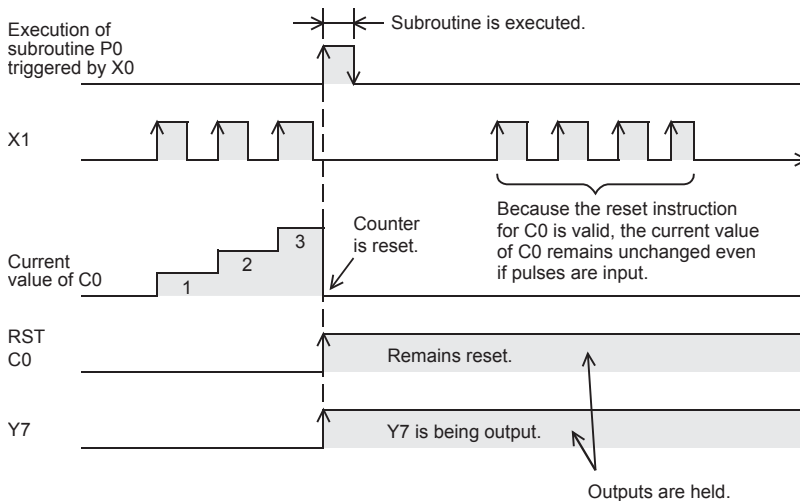 Execution of
subroutine P0
triggered by X0
Subroutine is executed.
X1
Because the reset instruction
for C0 is valid, the current value
of C0 remains unchanged even
if pulses are input.
Counter
is reset.
Current
value of C0
1
2
3
RST
C0
Remains reset.
Y7
Y7 is being output.
Outputs are held.